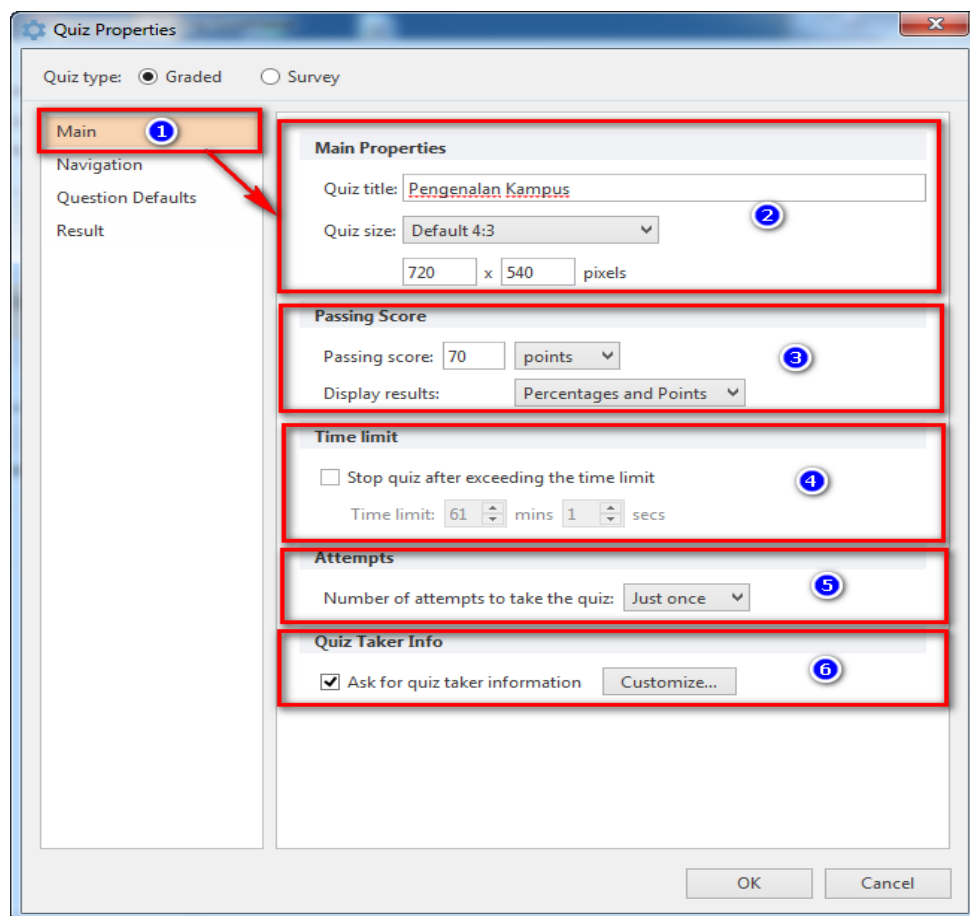 Quiz Properties
Quiz type: Graded Survey
Main 1
Navigation
Question Defaults
Result
Main Properties
Quiz title: Pengenalan Kampus
Quiz size: Default 4:3
720 x 540 pixels
2
Passing Score
Passing score: 70 points
3
Display results: Percentages and Points
Time limit
Stop quiz after exceeding the time limit
4
Time limit: 61 mins 1 secs
Attempts
Number of attempts to take the quiz: Just once
5
Quiz Taker Info
Ask for quiz taker information Customize...
6
OK Cancel